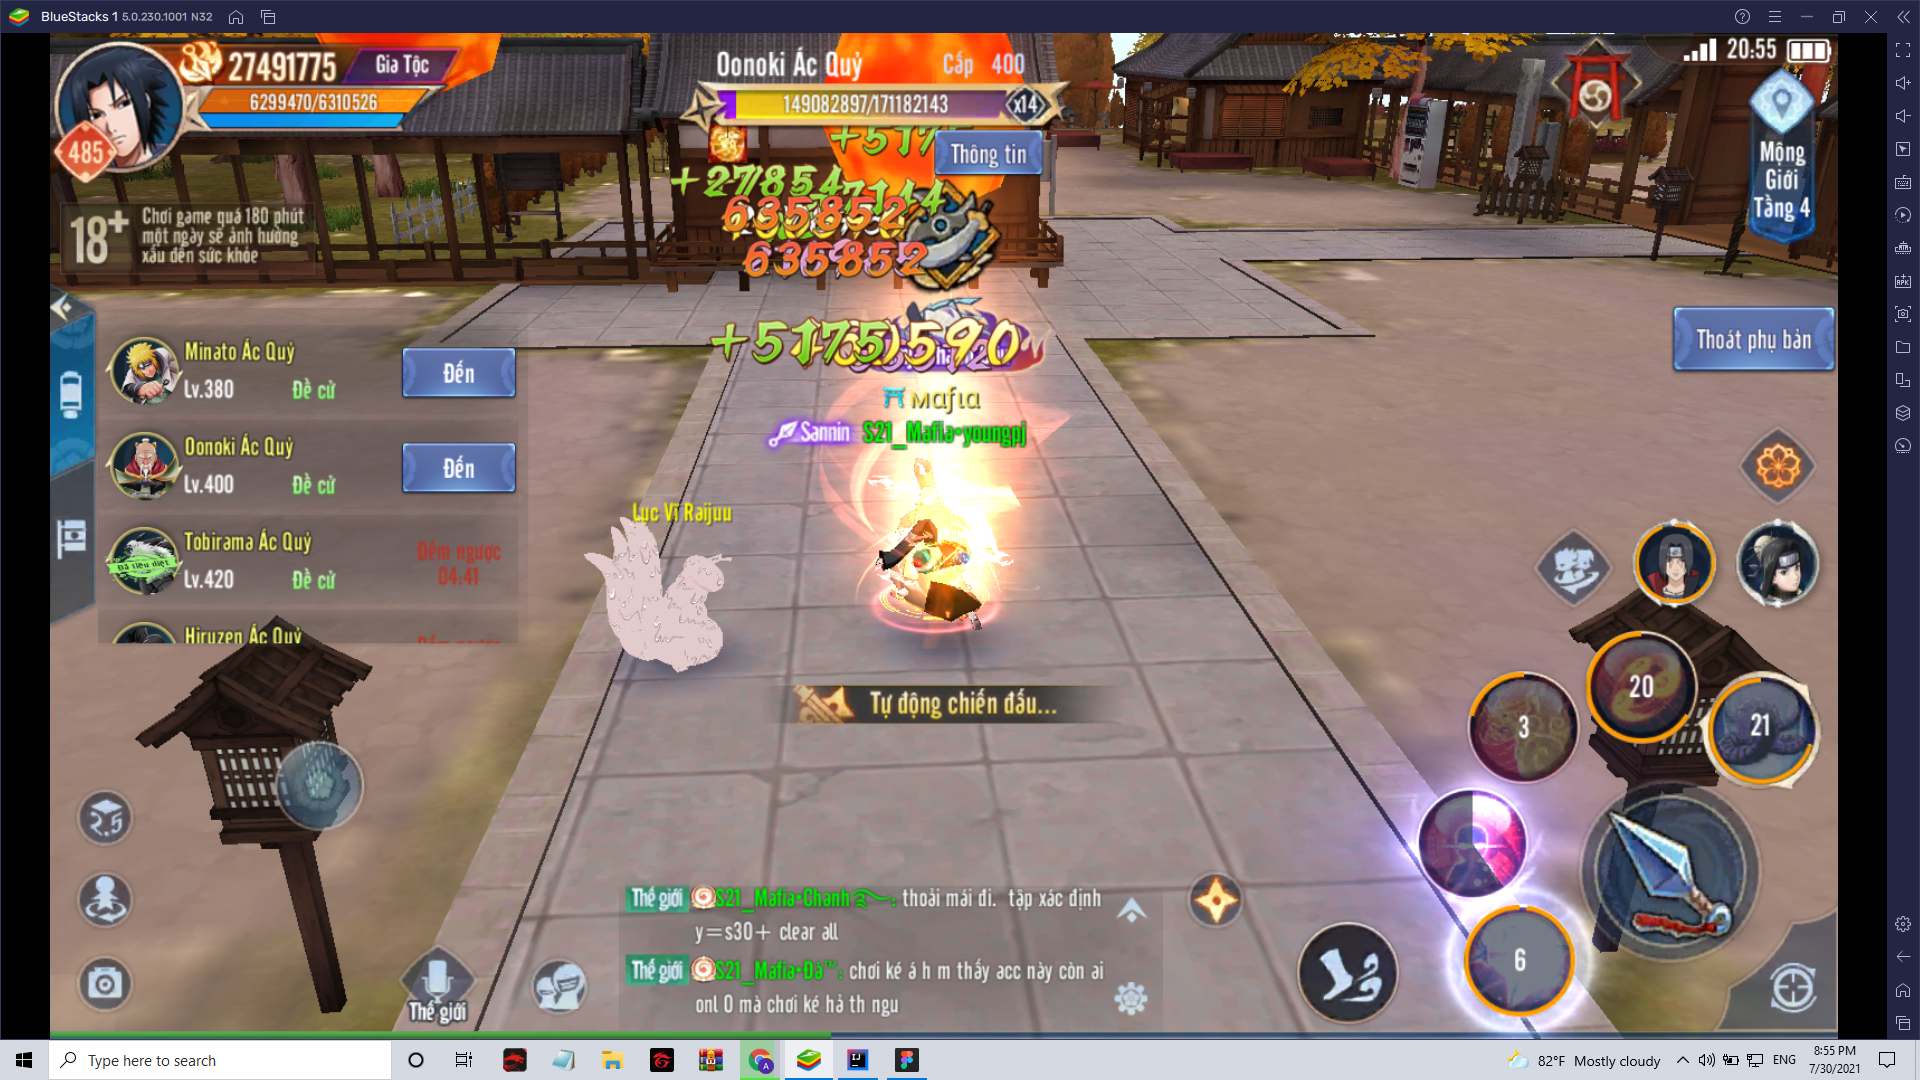 BlueStacks 1 5.0.230.1001 N32
27491775
Gia Tộc
6299470/6310526
485
18+
Chơi game quá 180 phút
một ngày sẽ ảnh hưởng
xấu đến sức khỏe
Oonoki Ác Quỷ
Cấp 400
149082897/171182143
x14
Thông tin
635852
635852
20:55
Mộng
Giới
Tầng 4
Thoát phụ bản
Minato Ác Quỷ
Lv.380
Đề cử
Đến
Oonoki Ác Quỷ
Lv.400
Đề cử
Đến
Tobirama Ác Quỷ
Đã tiêu diệt
Lv.420
Đề cử
Đếm ngược
04:41
Hiruzen Ác Quỷ
Mafia
Sannin
S21_Mafia•youngpj
Lục Vĩ Raijuu
Tự động chiến đấu...
3
20
21
6
2.5
Thế giới
Thế giới
S21_Mafia•Chanh
thoải mái đi. tập xác định
y=s30+ clear all
Thế giới
S21_Mafia•Đà™:
chơi ké á h m thấy acc này còn ai
onl 0 mà chơi ké hả th ngu
Type here to search
82°F Mostly cloudy
ENG
8:55 PM
7/30/2021